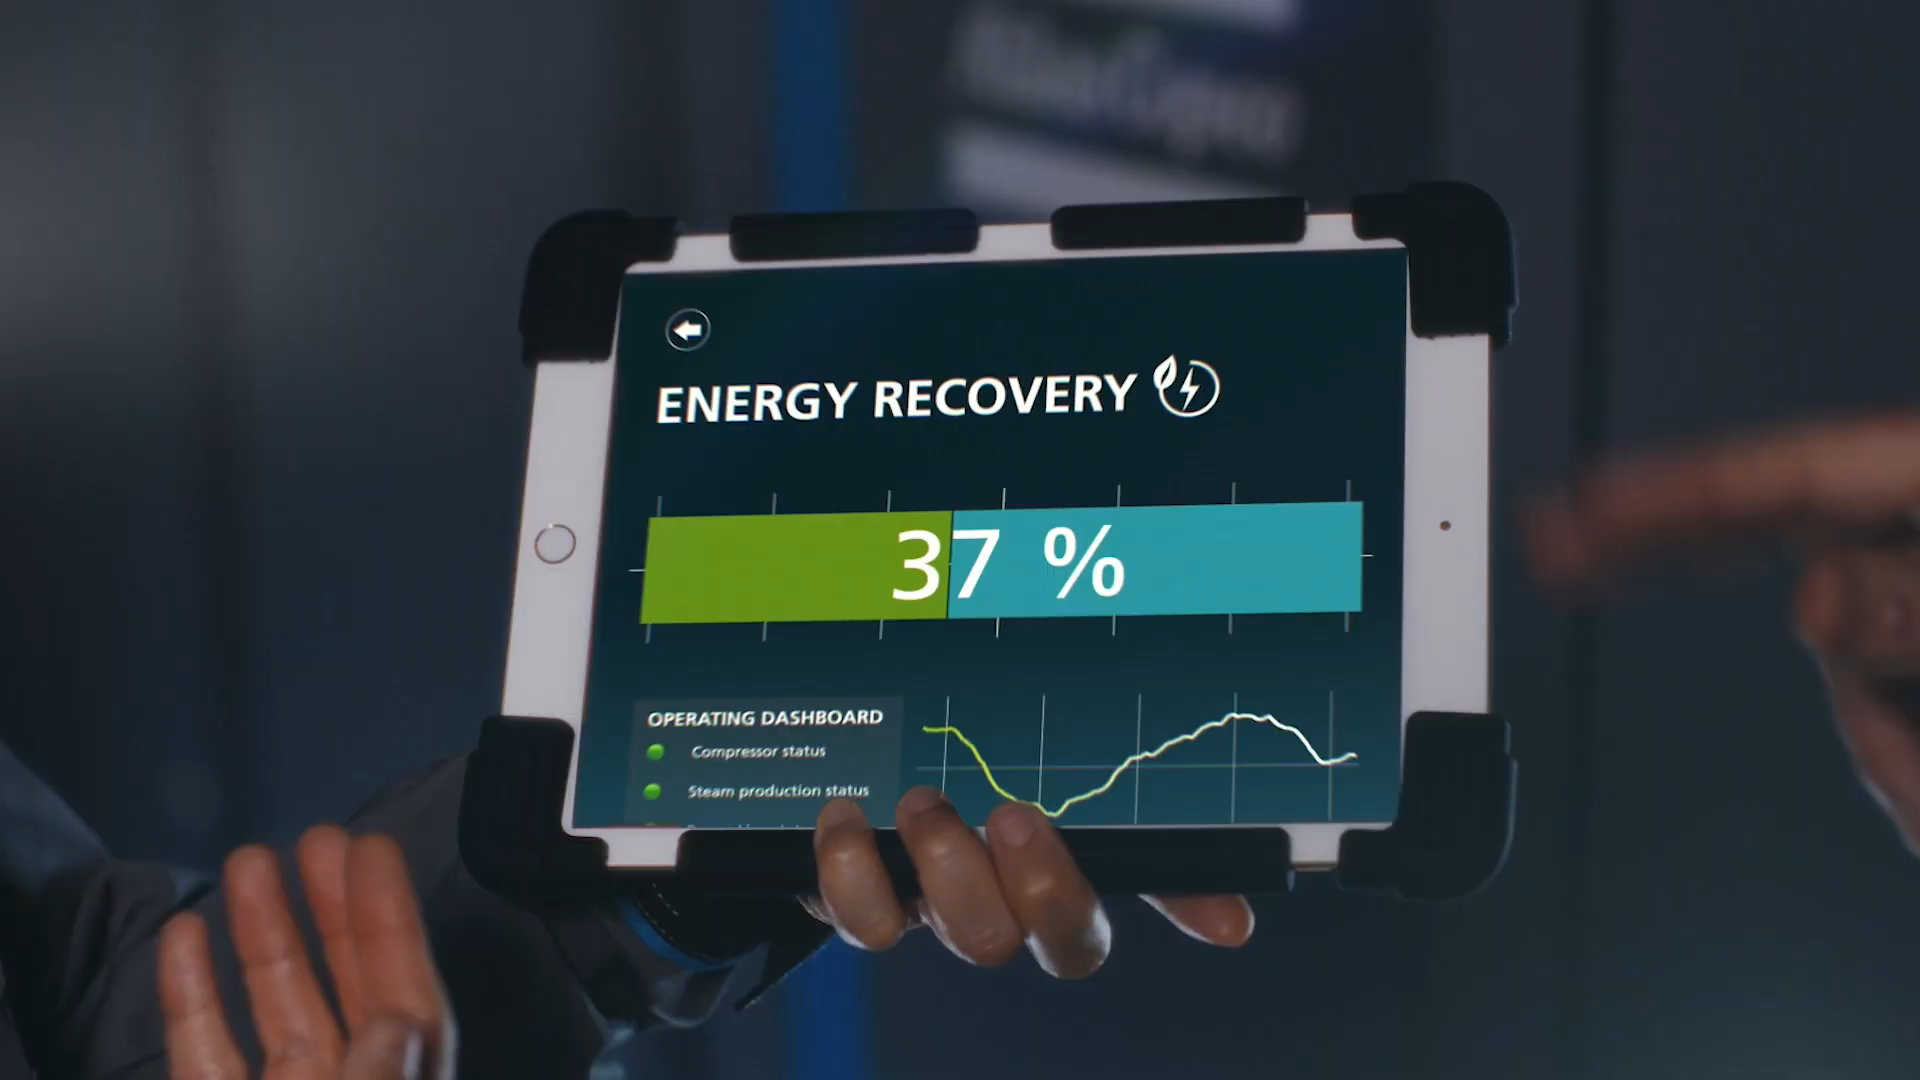 ENERGY RECOVERY
37 %
OPERATING DASHBOARD
Compressor status
Steam production status